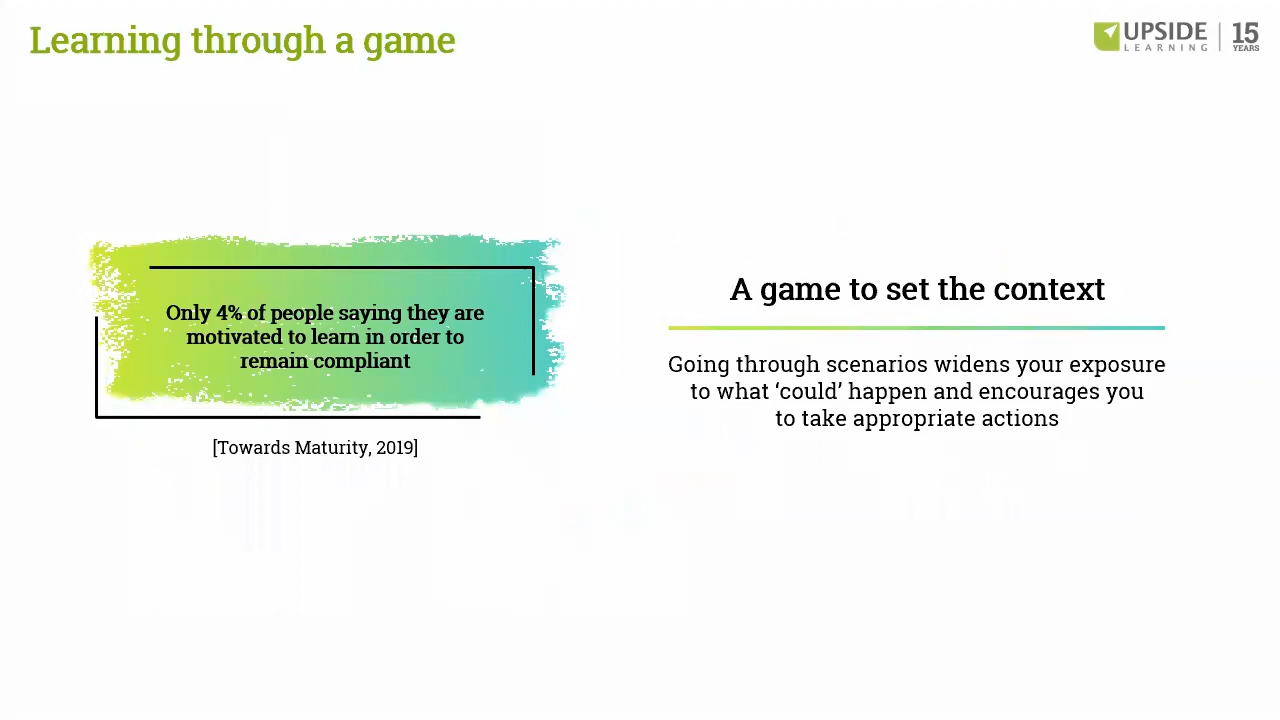 Learning through a game
UPSIDE
LEARNING
15
YEARS
Only 4% of people saying they are
motivated to learn in order to
remain compliant
[Towards Maturity, 2019]
A game to set the context
Going through scenarios widens your exposure
to what ‘could’ happen and encourages you
to take appropriate actions